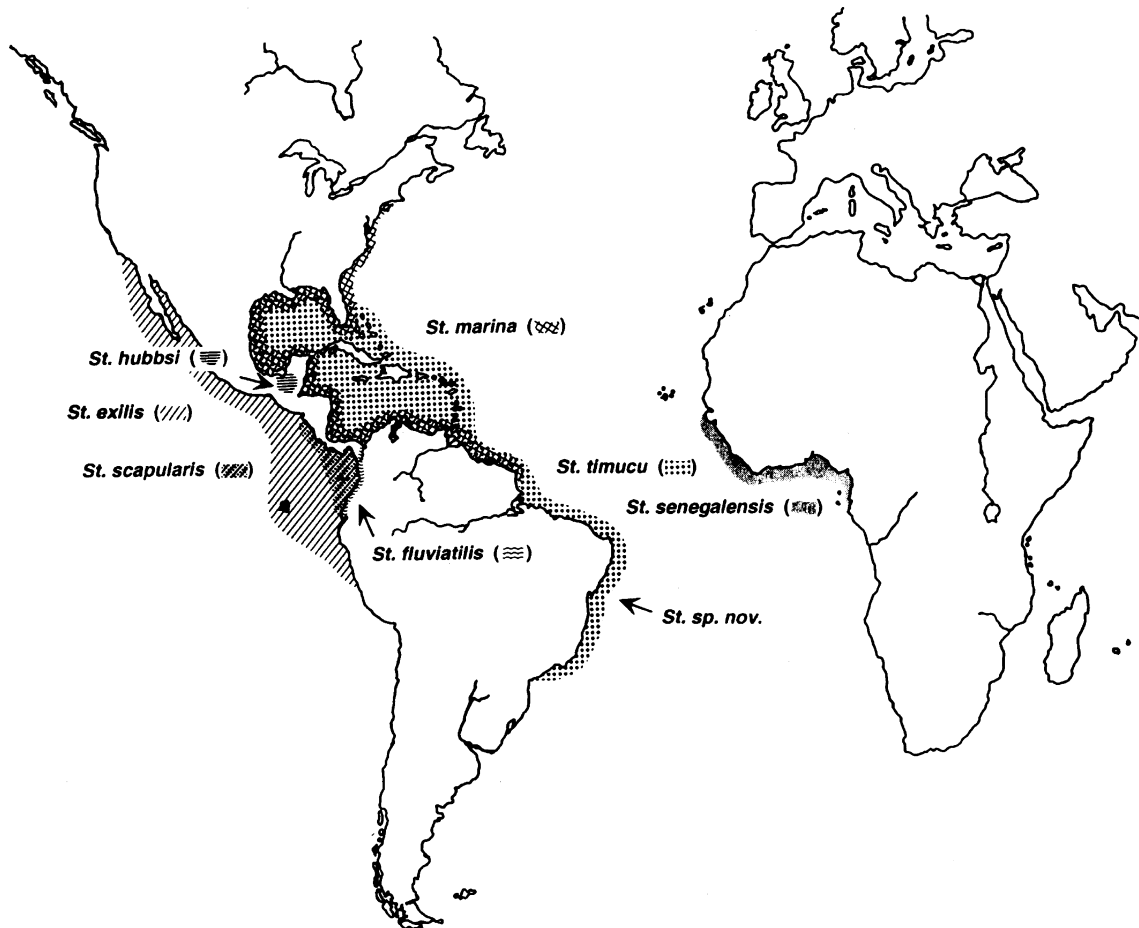 St. marina ( )
St. hubbsi ( )
St. exilis ( )
St. scapularis ( )
St. timucu ( )
St. senegalensis ( )
St. fluviatilis ( )
St. sp. nov.